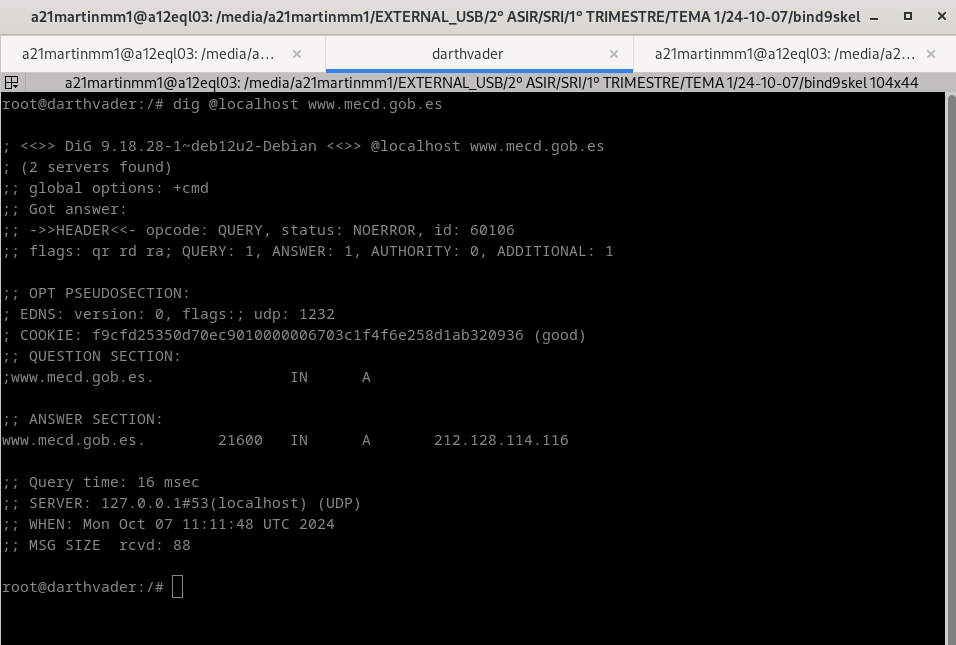 a21martinmm1@a12eql03: /media/a21martinmm1/EXTERNAL_USB/2º ASIR/SRI/1º TRIMESTRE/TEMA 1/24-10-07/bind9skel
a21martinmm1@a12eql03: /media/a... × darthvader × a21martinmm1@a12eql03: /media/a2... ×
a21martinmm1@a12eql03: /media/a21martinmm1/EXTERNAL_USB/2º ASIR/SRI/1º TRIMESTRE/TEMA 1/24-10-07/bind9skel 104x44
root@darthvader:/# dig @localhost www.mecd.gob.es
; <<>> DiG 9.18.28-1~deb12u2-Debian <<>> @localhost www.mecd.gob.es
; (2 servers found)
;; global options: +cmd
;; Got answer:
;; ->>HEADER<<- opcode: QUERY, status: NOERROR, id: 60106
;; flags: qr rd ra; QUERY: 1, ANSWER: 1, AUTHORITY: 0, ADDITIONAL: 1
;; OPT PSEUDOSECTION:
; EDNS: version: 0, flags:; udp: 1232
; COOKIE: f9cfd25350d70ec9010000006703c1f4f6e258d1ab320936 (good)
;; QUESTION SECTION:
;www.mecd.gob.es. IN A
;; ANSWER SECTION:
www.mecd.gob.es. 21600 IN A 212.128.114.116
;; Query time: 16 msec
;; SERVER: 127.0.0.1#53(localhost) (UDP)
;; WHEN: Mon Oct 07 11:11:48 UTC 2024
;; MSG SIZE rcvd: 88
root@darthvader:/#